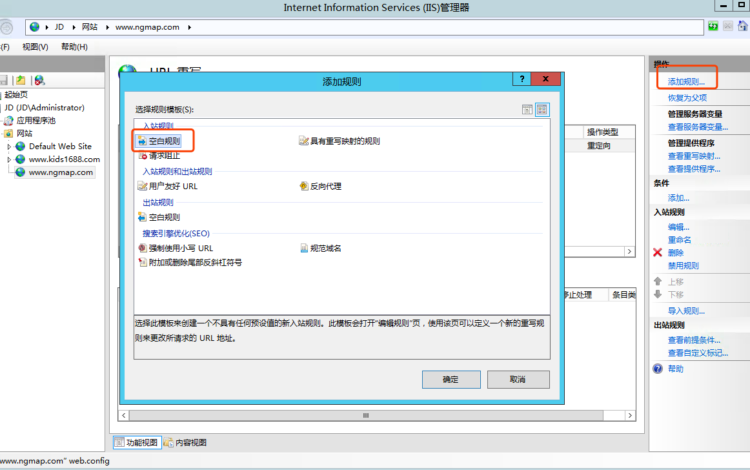 Internet Information Services (IIS)管理器
JD 网站 www.ngmap.com
(F) 视图(V) 帮助(H)
起始页
JD (JD\Administrator)
应用程序池
网站
Default Web Site
www.kids1688.com
www.ngmap.com
URL 重写
添加规则
?
x
选择规则模板(S):
入站规则
空白规则 具有重写映射的规则
请求阻止
入站规则和出站规则
用户友好 URL 反向代理
出站规则
空白规则
搜索引擎优化(SEO)
强制使用小写 URL 规范域名
附加或删除尾部反斜杠符号
选择此模板来创建一个不具有任何预设值的新入站规则。此模板会打开“编辑规则”页，使用该页可以定义一个新的重写规
则来更改所请求的 URL 地址。
确定 取消
操作类型
重定向
停止处理 条目类
操作
添加规则...
恢复为父项
管理服务器变量
查看服务器变量...
管理提供程序
查看重写映射...
查看提供程序...
条件
添加...
入站规则
编辑...
重命名
删除
禁用规则
上移
下移
导入规则...
出站规则
查看前提条件...
查看自定义标记...
帮助
功能视图 内容视图
www.ngmap.com" web.config